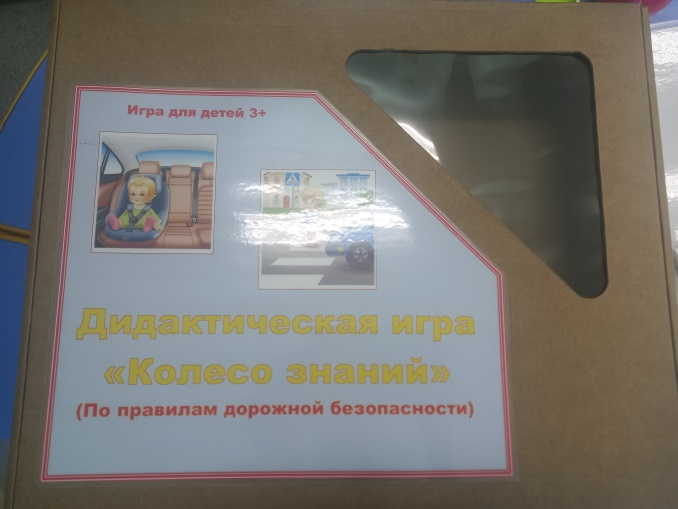 Игра для детей 3+
Дидактическая игра
«Колесо знаний»
(По правилам дорожной безопасности)